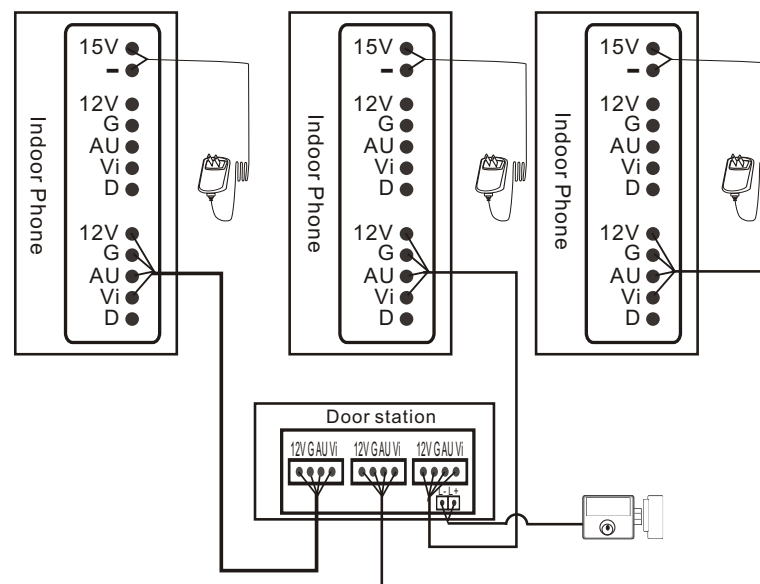 Indoor Phone
15V
–
12V
G
AU
Vi
D
12V
G
AU
Vi
D
Indoor Phone
15V
–
12V
G
AU
Vi
D
12V
G
AU
Vi
D
Indoor Phone
15V
–
12V
G
AU
Vi
D
12V
G
AU
Vi
D
Door station
12V G AU Vi
12V G AU Vi
12V G AU Vi
L- L+